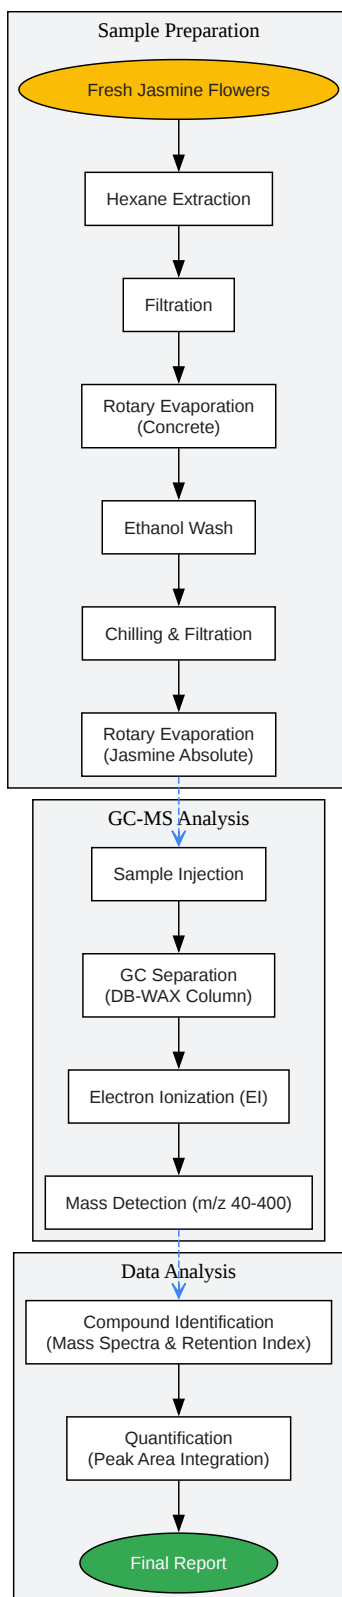 Sample Preparation
Fresh Jasmine Flowers
Hexane Extraction
Filtration
Rotary Evaporation
(Concrete)
Ethanol Wash
Chilling & Filtration
Rotary Evaporation
(Jasmine Absolute)
GC-MS Analysis
Sample Injection
GC Separation
(DB-WAX Column)
Electron Ionization (EI)
Mass Detection (m/z 40-400)
Data Analysis
Compound Identification
(Mass Spectra & Retention Index)
Quantification
(Peak Area Integration)
Final Report